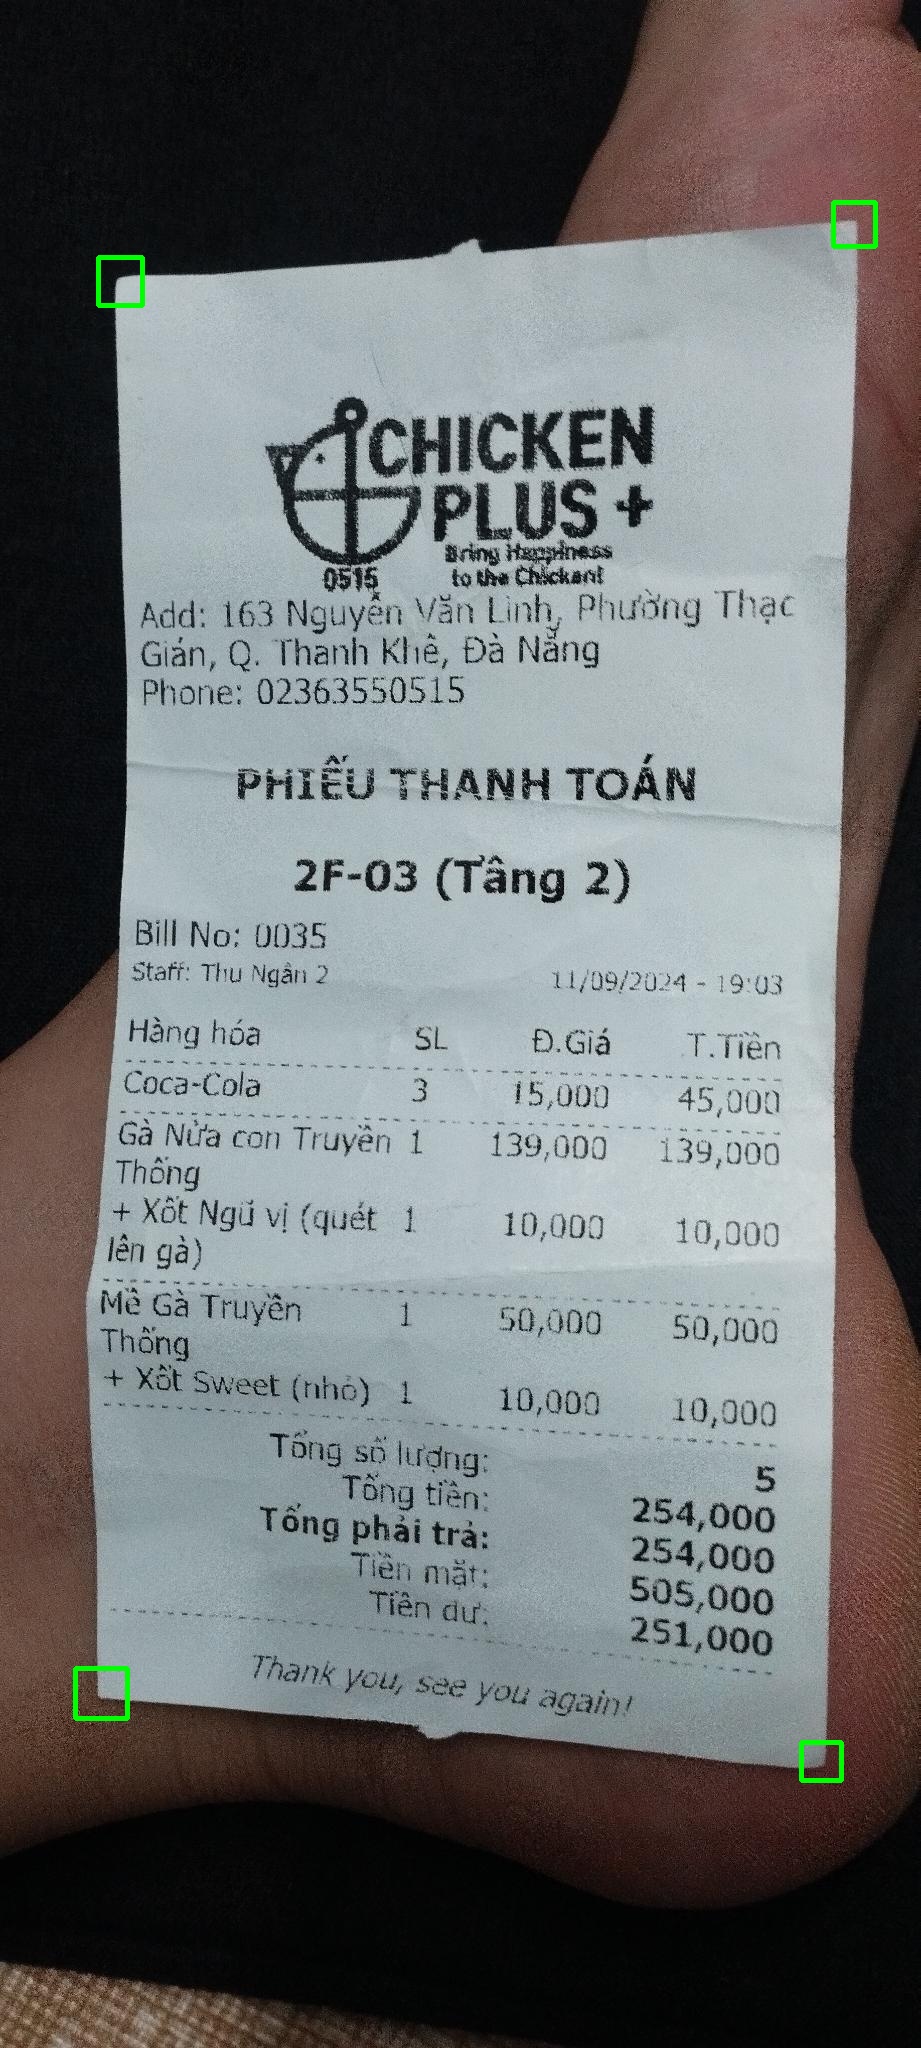 CHICKEN
PLUS +
Bring Happiness
to the Chicken!
0515
Add: 163 Nguyễn Văn Linh, Phường Thạc
Gián, Q. Thanh Khê, Đà Nẵng
Phone: 02363550515
PHIẾU THANH TOÁN
2F-03 (Tầng 2)
Bill No: 0035
Staff: Thu Ngân 2 11/09/2024 - 19:03
Hàng hóa SL Đ.Giá T.Tiền
Coca-Cola 3 15,000 45,000
Gà Nửa con Truyền 1 139,000 139,000
Thống
+ Xốt Ngũ vị (quét 1 10,000 10,000
lên gà)
Mề Gà Truyền 1 50,000 50,000
Thống
+ Xốt Sweet (nhỏ) 1 10,000 10,000
Tổng số lượng: 5
Tổng tiền: 254,000
Tổng phải trả: 254,000
Tiền mặt: 505,000
Tiền dư: 251,000
Thank you, see you again!